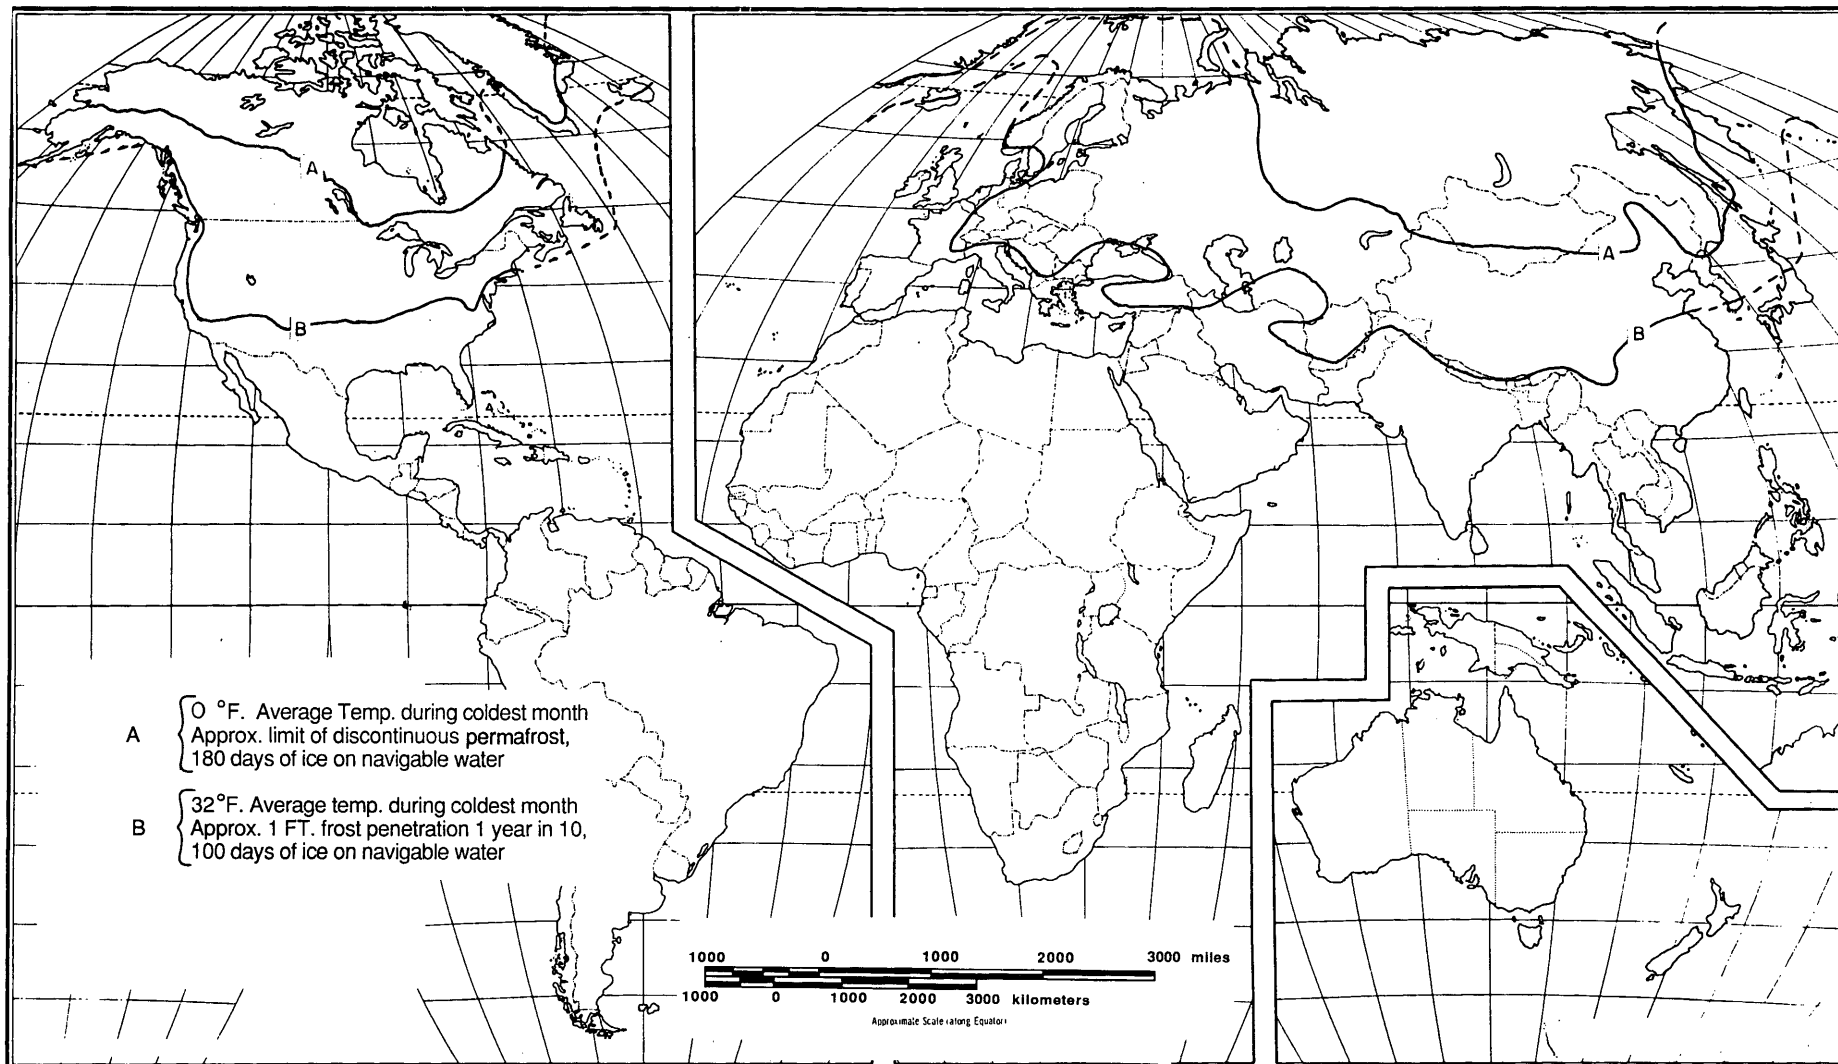 A
B
A
B
A
O °F. Average Temp. during coldest month
Approx. limit of discontinuous permafrost,
180 days of ice on navigable water
B
32°F. Average temp. during coldest month
Approx. 1 FT. frost penetration 1 year in 10,
100 days of ice on navigable water
1000 0 1000 2000 3000 miles
1000 0 1000 2000 3000 kilometers
Approximate Scale (along Equator)